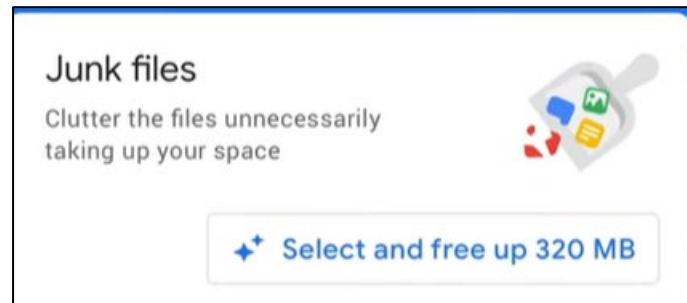 Junk files
Clutter the files unnecessarily
taking up your space
Select and free up 320 MB